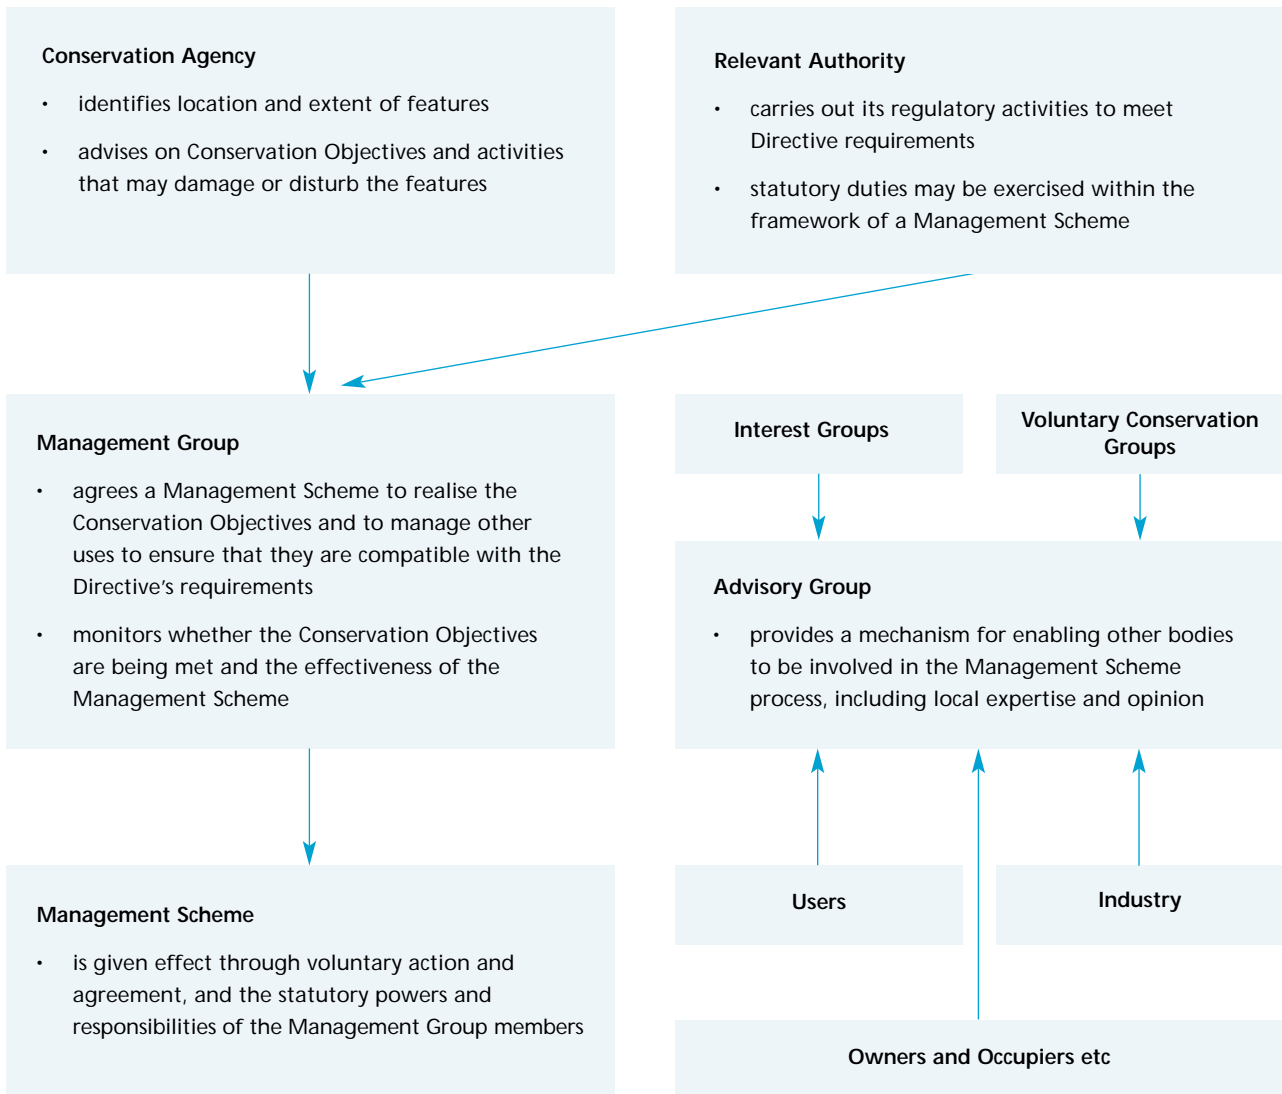 Conservation Agency
• identifies location and extent of features
• advises on Conservation Objectives and activities
that may damage or disturb the features
Relevant Authority
• carries out its regulatory activities to meet
Directive requirements
• statutory duties may be exercised within the
framework of a Management Scheme
Management Group
• agrees a Management Scheme to realise the
Conservation Objectives and to manage other
uses to ensure that they are compatible with the
Directive's requirements
• monitors whether the Conservation Objectives
are being met and the effectiveness of the
Management Scheme
Interest Groups
Voluntary Conservation
Groups
Advisory Group
• provides a mechanism for enabling other bodies
to be involved in the Management Scheme
process, including local expertise and opinion
Management Scheme
• is given effect through voluntary action and
agreement, and the statutory powers and
responsibilities of the Management Group members
Users
Industry
Owners and Occupiers etc